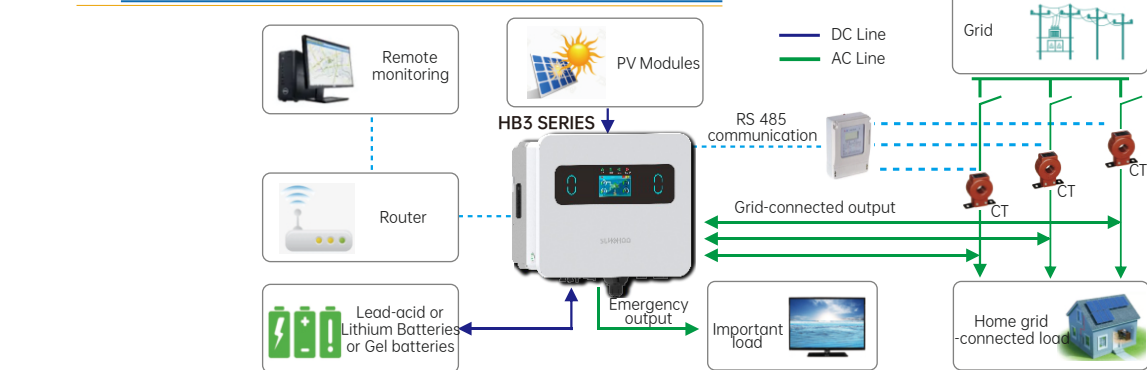 Remote
monitoring
PV Modules
DC Line
AC Line
Grid
HB3 SERIES
RS 485
communication
CT
CT
CT
Router
Grid-connected output
Lead-acid or
Lithium Batteries
or Gel batteries
Emergency
output
Important
load
Home grid
-connected load